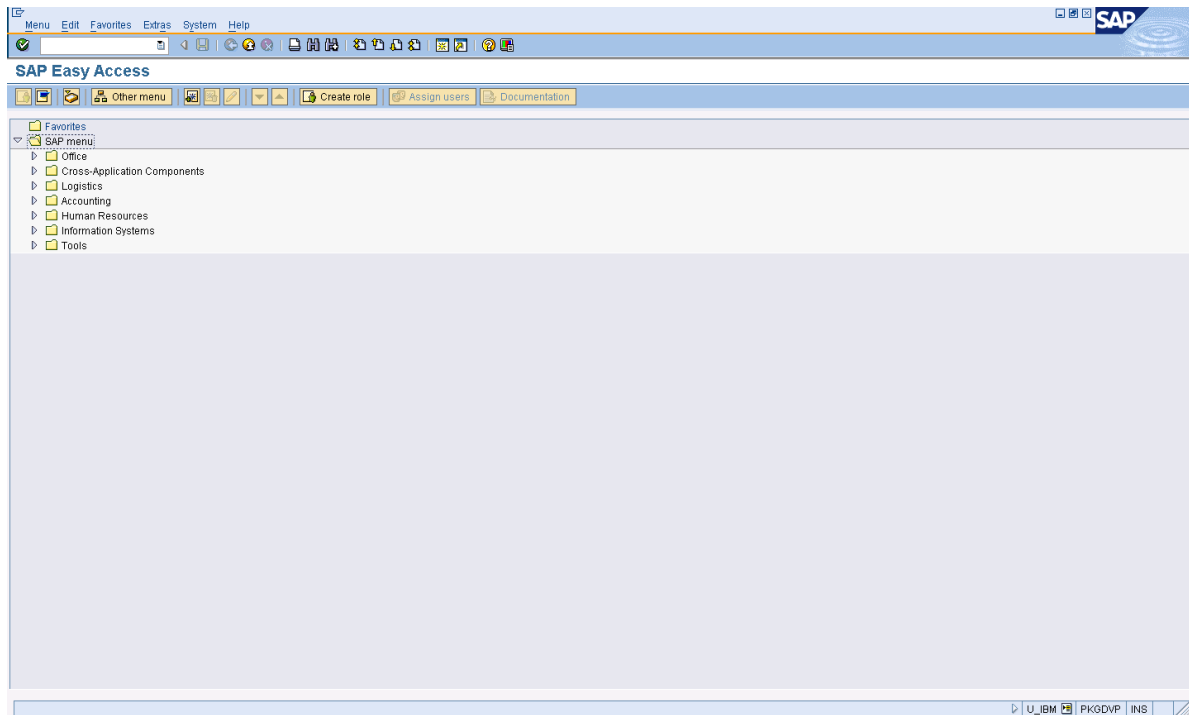 Menu Edit Favorites Extras System Help
SAP
SAP Easy Access
Other menu Create role Assign users Documentation
Favorites
SAP menu
Office
Cross-Application Components
Logistics
Accounting
Human Resources
Information Systems
Tools
U_IBM PKGDVP INS